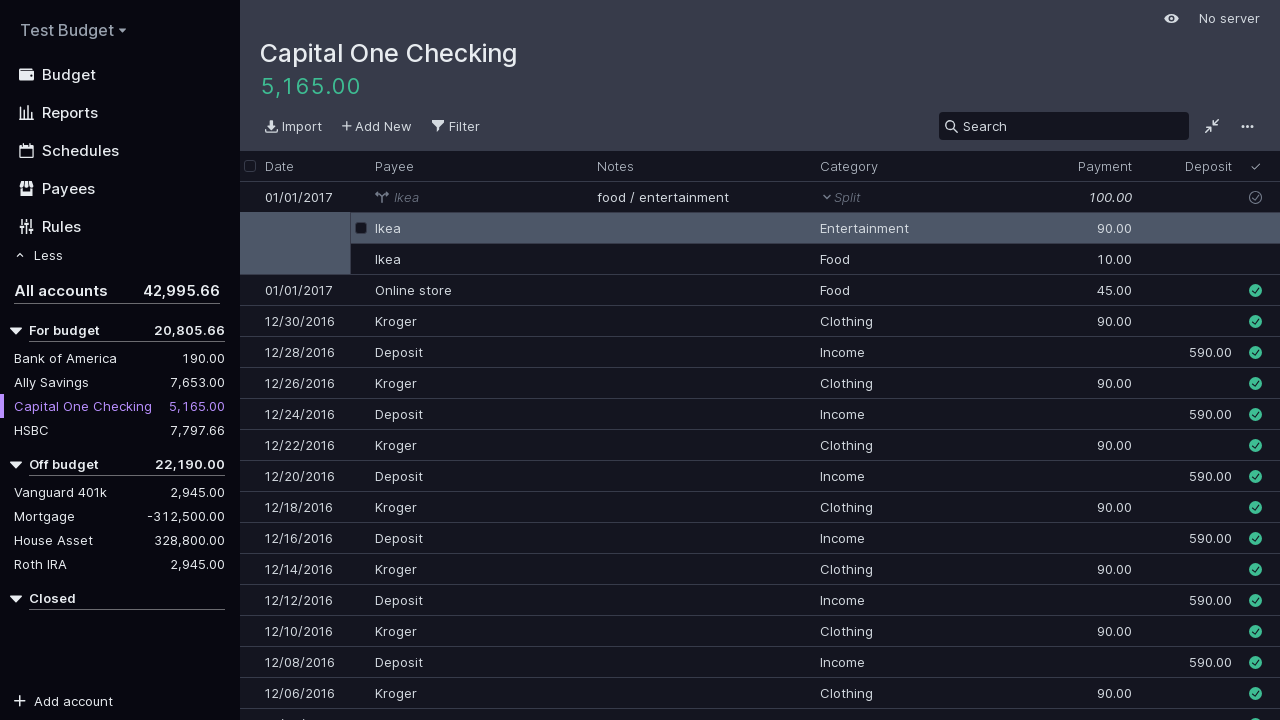 Test Budget
Budget
Reports
Schedules
Payees
Rules
Less
All accounts 42,995.66
For budget 20,805.66
Bank of America 190.00
Ally Savings 7,653.00
Capital One Checking 5,165.00
HSBC 7,797.66
Off budget 22,190.00
Vanguard 401k 2,945.00
Mortgage -312,500.00
House Asset 328,800.00
Roth IRA 2,945.00
Closed
Add account
No server
Capital One Checking
5,165.00
Import Add New Filter Search
Date Payee Notes Category Payment Deposit
01/01/2017 Ikea food / entertainment Split 100.00
Ikea Entertainment 90.00
Ikea Food 10.00
01/01/2017 Online store Food 45.00
12/30/2016 Kroger Clothing 90.00
12/28/2016 Deposit Income 590.00
12/26/2016 Kroger Clothing 90.00
12/24/2016 Deposit Income 590.00
12/22/2016 Kroger Clothing 90.00
12/20/2016 Deposit Income 590.00
12/18/2016 Kroger Clothing 90.00
12/16/2016 Deposit Income 590.00
12/14/2016 Kroger Clothing 90.00
12/12/2016 Deposit Income 590.00
12/10/2016 Kroger Clothing 90.00
12/08/2016 Deposit Income 590.00
12/06/2016 Kroger Clothing 90.00